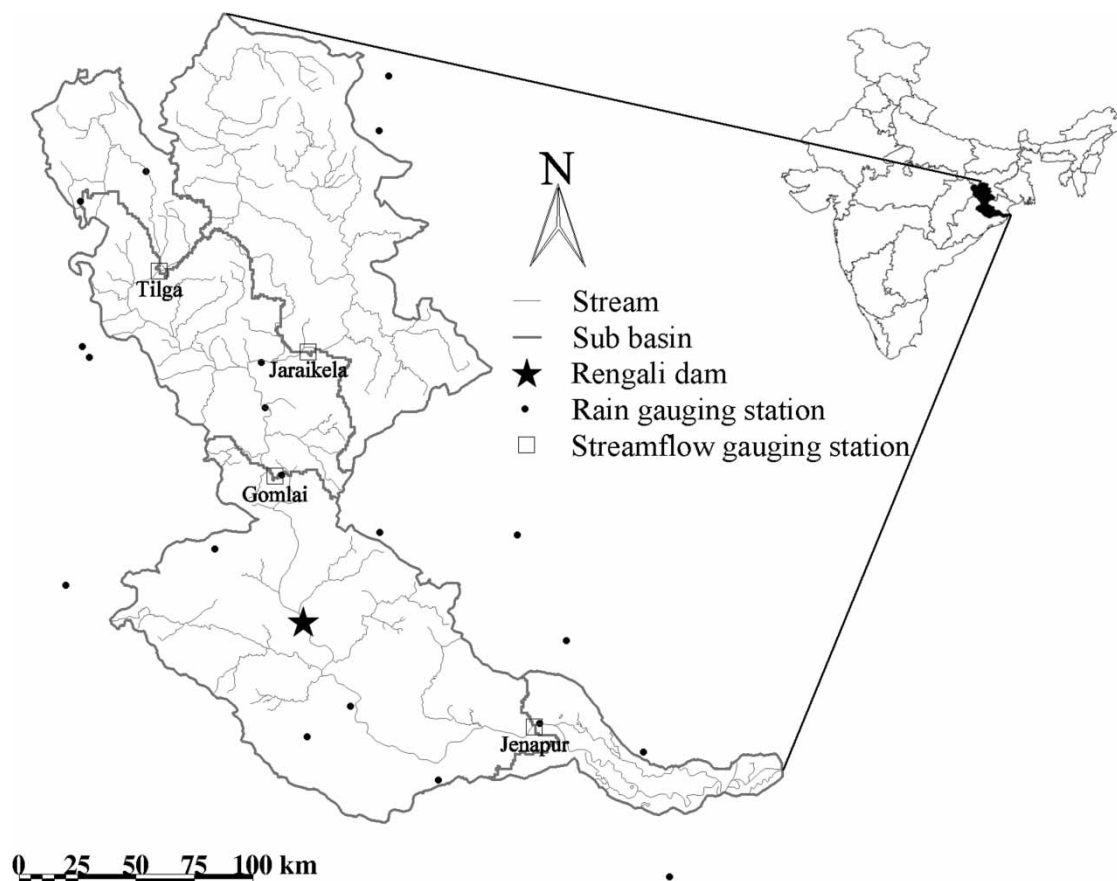 N
Tilga
Jaraikela
Gomlai
Jenapur
Stream
Sub basin
Rengali dam
Rain gauging station
Streamflow gauging station
0 25 50 75 100 km